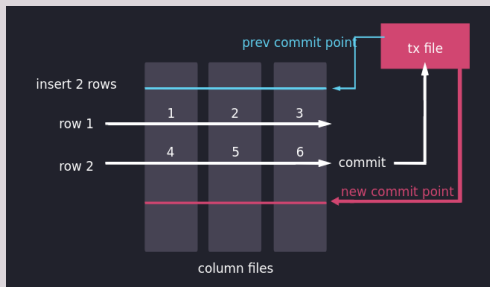 prev commit point
tx file
insert 2 rows
1 2 3
row 1
4 5 6
row 2
commit
new commit point
column files